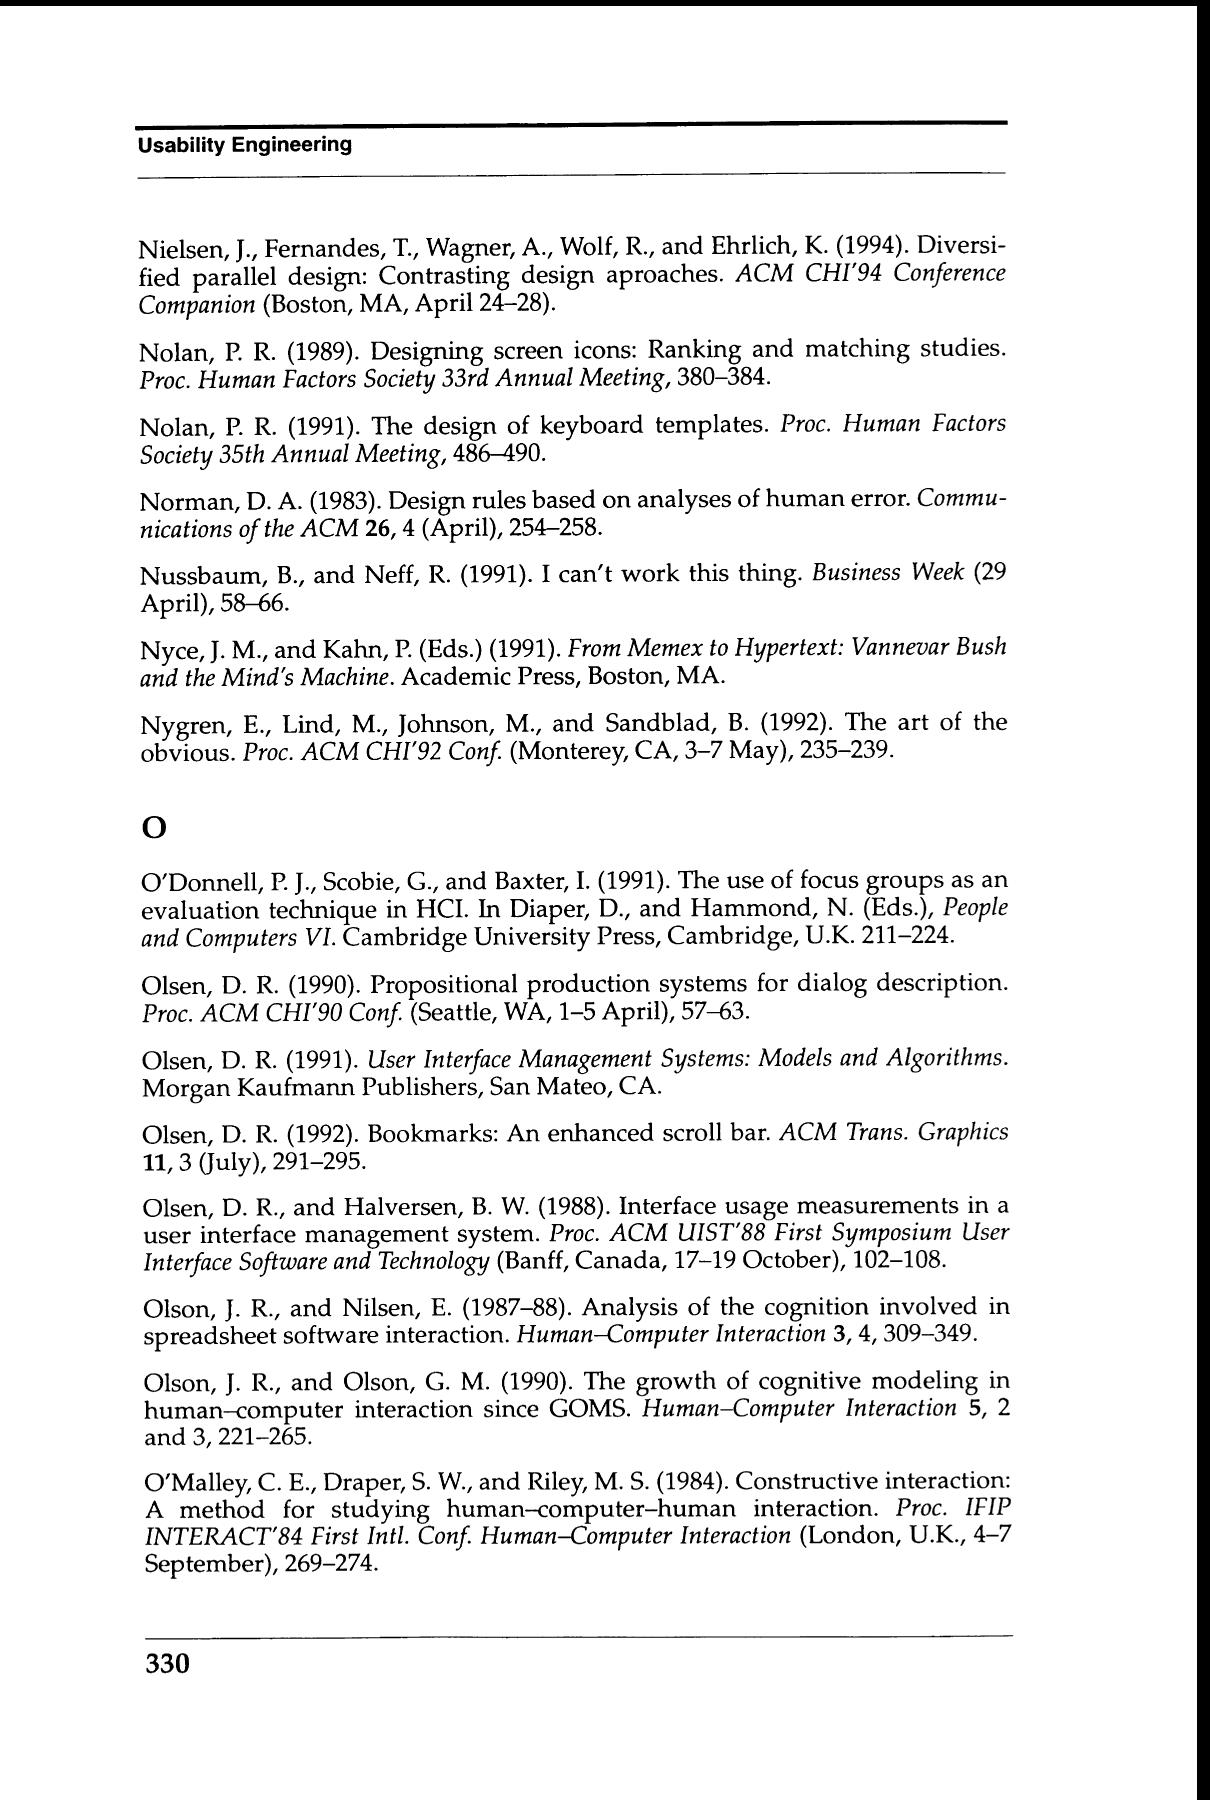 Usability Engineering
Nielsen, J., Fernandes, T., Wagner, A., Wolf, R., and Ehrlich, K. (1994). Diversi-
fied parallel design: Contrasting design aproaches. ACM CHI'94 Conference
Companion (Boston, MA, April 24–28).
Nolan, P. R. (1989). Designing screen icons: Ranking and matching studies.
Proc. Human Factors Society 33rd Annual Meeting, 380–384.
Nolan, P. R. (1991). The design of keyboard templates. Proc. Human Factors
Society 35th Annual Meeting, 486–490.
Norman, D. A. (1983). Design rules based on analyses of human error. Commu-
nications of the ACM 26, 4 (April), 254–258.
Nussbaum, B., and Neff, R. (1991). I can't work this thing. Business Week (29
April), 58–66.
Nyce, J. M., and Kahn, P. (Eds.) (1991). From Memex to Hypertext: Vannevar Bush
and the Mind's Machine. Academic Press, Boston, MA.
Nygren, E., Lind, M., Johnson, M., and Sandblad, B. (1992). The art of the
obvious. Proc. ACM CHI'92 Conf. (Monterey, CA, 3–7 May), 235–239.
O
O'Donnell, P. J., Scobie, G., and Baxter, I. (1991). The use of focus groups as an
evaluation technique in HCI. In Diaper, D., and Hammond, N. (Eds.), People
and Computers VI. Cambridge University Press, Cambridge, U.K. 211–224.
Olsen, D. R. (1990). Propositional production systems for dialog description.
Proc. ACM CHI'90 Conf. (Seattle, WA, 1–5 April), 57–63.
Olsen, D. R. (1991). User Interface Management Systems: Models and Algorithms.
Morgan Kaufmann Publishers, San Mateo, CA.
Olsen, D. R. (1992). Bookmarks: An enhanced scroll bar. ACM Trans. Graphics
11, 3 (July), 291–295.
Olsen, D. R., and Halversen, B. W. (1988). Interface usage measurements in a
user interface management system. Proc. ACM UIST'88 First Symposium User
Interface Software and Technology (Banff, Canada, 17–19 October), 102–108.
Olson, J. R., and Nilsen, E. (1987–88). Analysis of the cognition involved in
spreadsheet software interaction. Human–Computer Interaction 3, 4, 309–349.
Olson, J. R., and Olson, G. M. (1990). The growth of cognitive modeling in
human–computer interaction since GOMS. Human–Computer Interaction 5, 2
and 3, 221–265.
O'Malley, C. E., Draper, S. W., and Riley, M. S. (1984). Constructive interaction:
A method for studying human–computer–human interaction. Proc. IFIP
INTERACT'84 First Intl. Conf. Human–Computer Interaction (London, U.K., 4–7
September), 269–274.
330